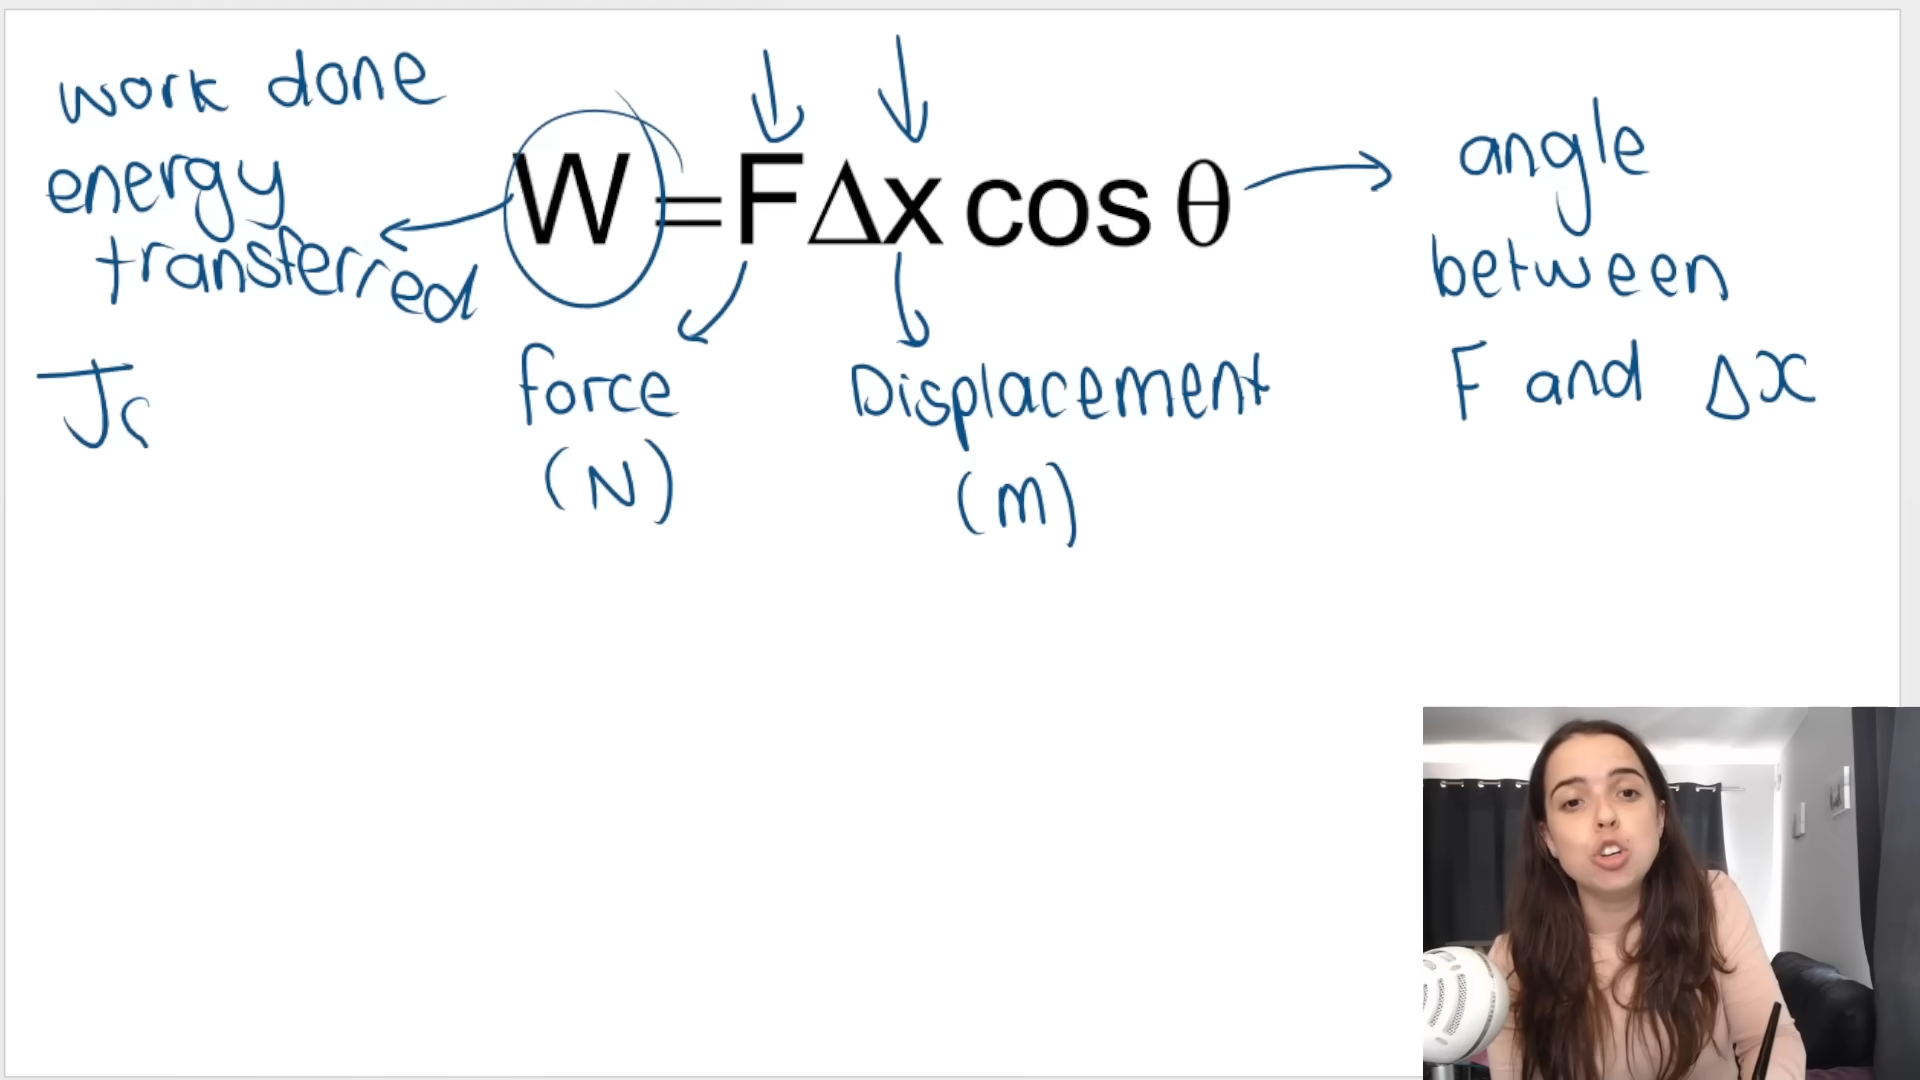 work done
energy
transferred
J
W = FΔx cos θ
force
(N)
Displacement
(m)
angle
between
F and Δx